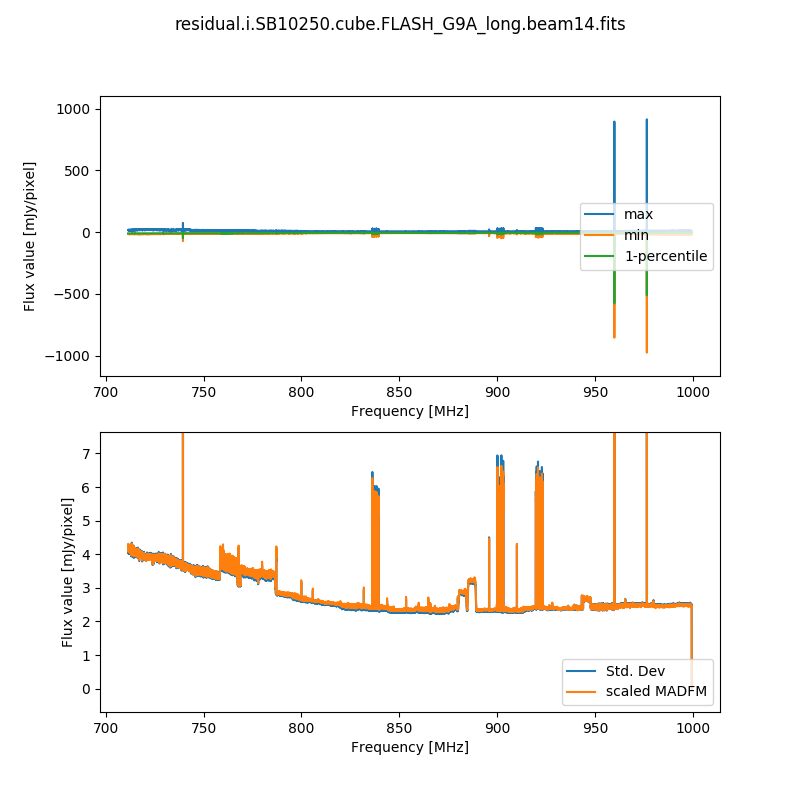 residual.i.SB10250.cube.FLASH_G9A_long.beam14.fits
1000
500
0
−500
−1000
Flux value [mJy/pixel]
max
min
1-percentile
700 750 800 850 900 950 1000
Frequency [MHz]
7
6
5
4
3
2
1
0
Flux value [mJy/pixel]
Std. Dev
scaled MADFM
700 750 800 850 900 950 1000
Frequency [MHz]